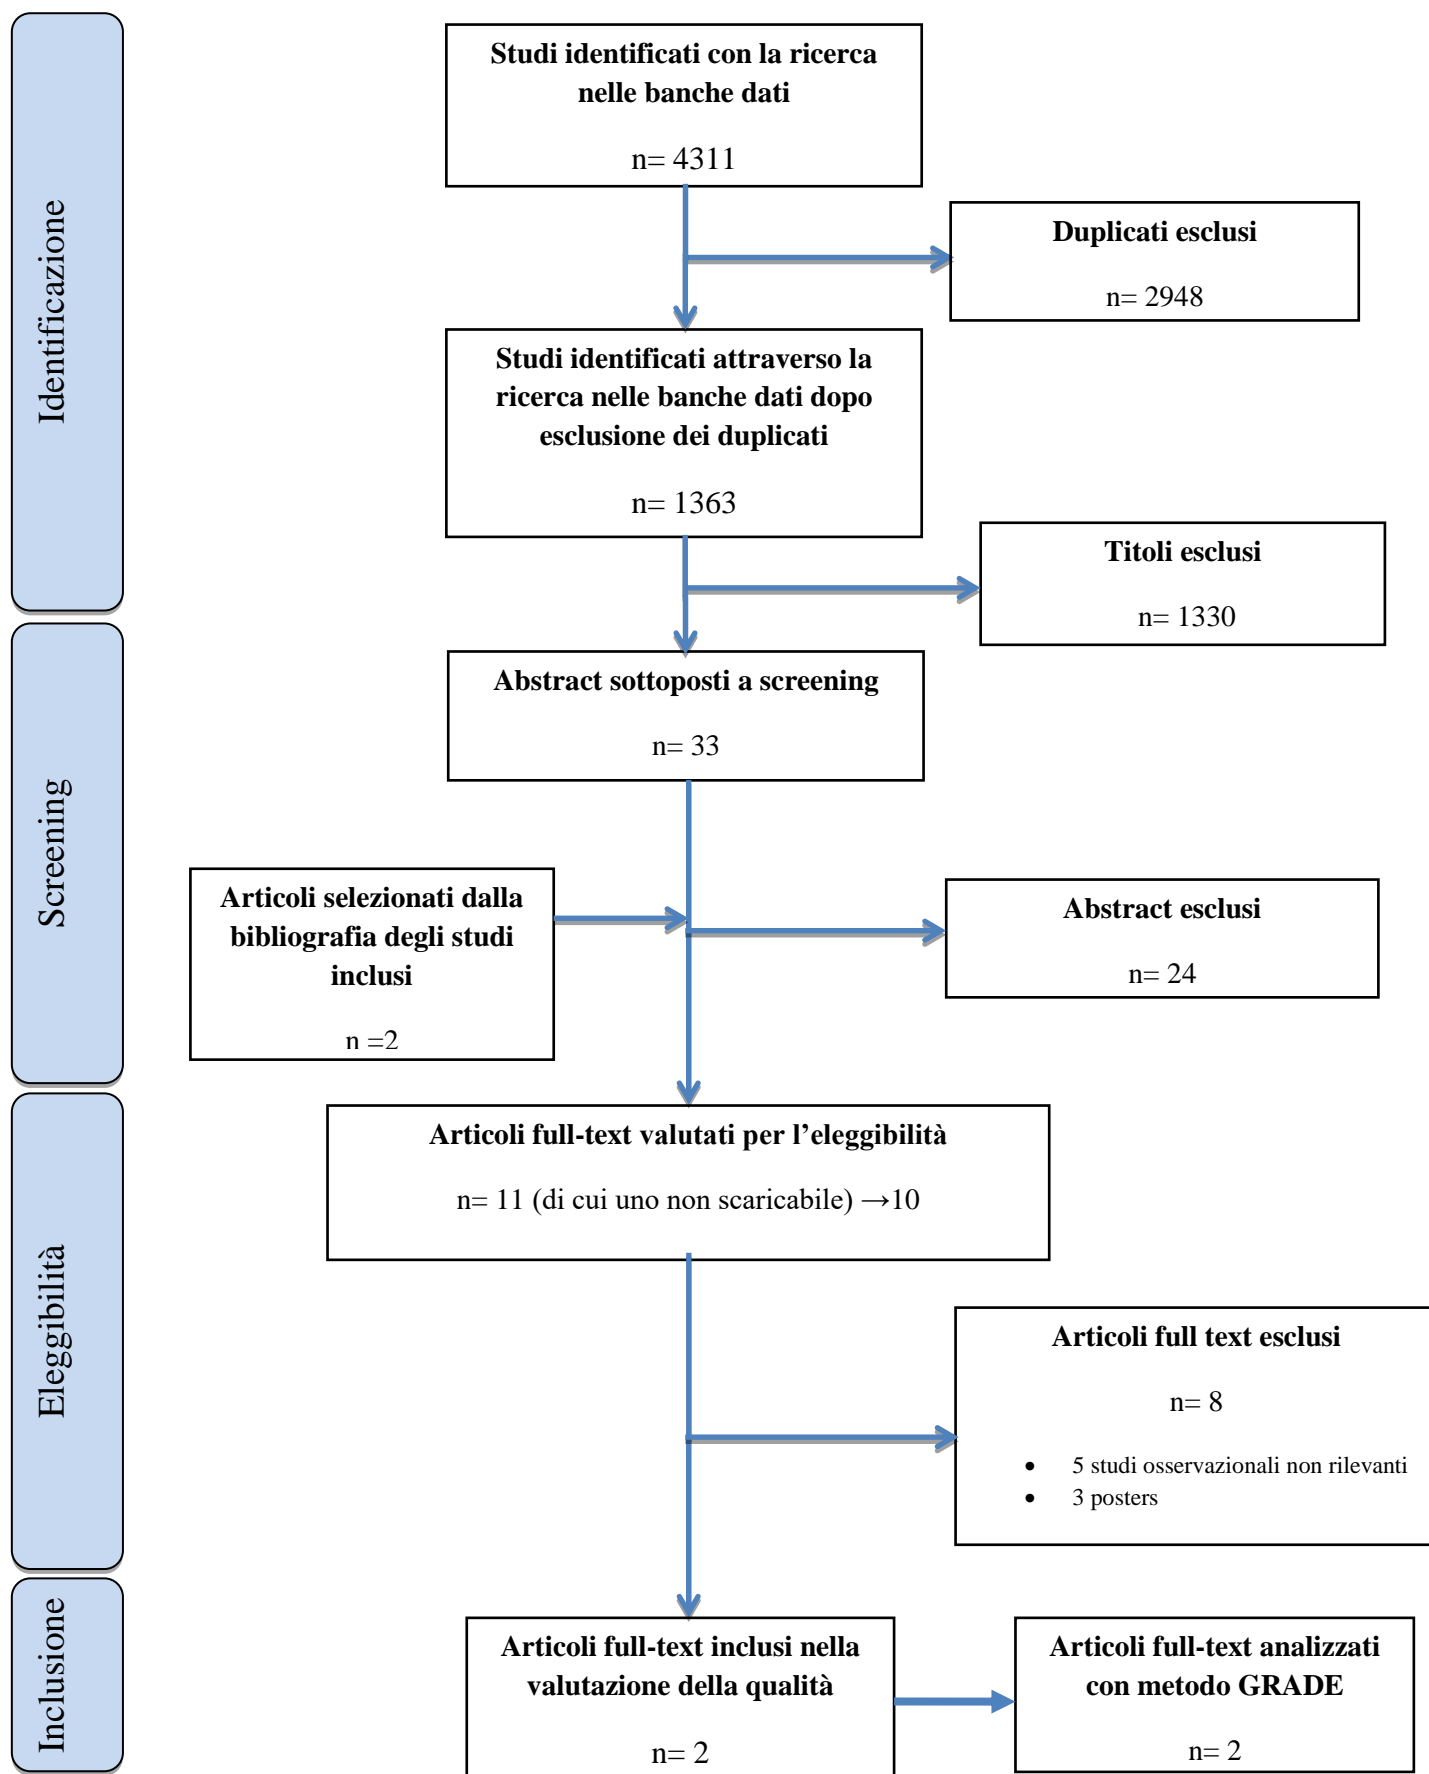 Identificazione
Studi identificati con la ricerca
nelle banche dati
n= 4311
Duplicati esclusi
n= 2948
Studi identificati attraverso la
ricerca nelle banche dati dopo
esclusione dei duplicati
n= 1363
Titoli esclusi
n= 1330
Screening
Abstract sottoposti a screening
n= 33
Articoli selezionati dalla
bibliografia degli studi
inclusi
n =2
Abstract esclusi
n= 24
Eleggibilità
Articoli full-text valutati per l’eleggibilità
n= 11 (di cui uno non scaricabile) →10
Articoli full text esclusi
n= 8
• 5 studi osservazionali non rilevanti
• 3 posters
Inclusione
Articoli full-text inclusi nella
valutazione della qualità
n= 2
Articoli full-text analizzati
con metodo GRADE
n= 2